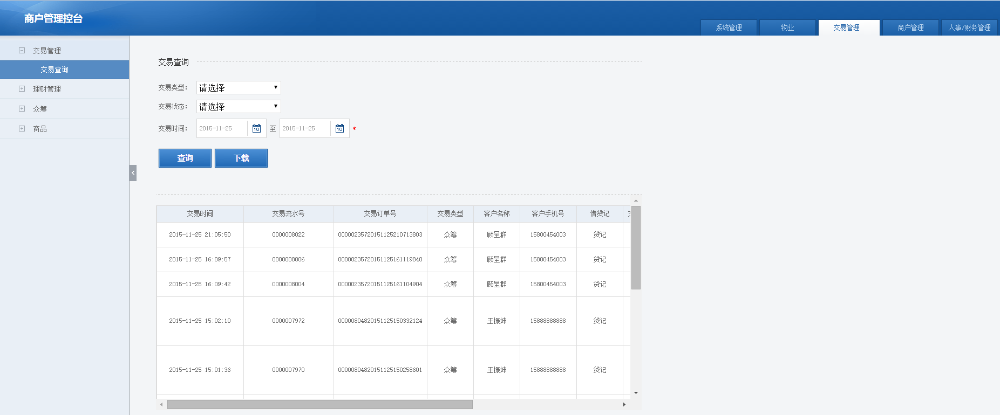 商户管理控台
系统管理 物业 交易管理 商户管理 人事/财务管理
交易管理
交易查询
理财管理
众筹
商品
交易查询
交易类型： 请选择
交易状态： 请选择
交易时间： 2015-11-25 10 至 2015-11-25 10 *
查询 下载
交易时间 交易流水号 交易订单号 交易类型 客户名称 客户手机号 借贷记
2015-11-25 21:05:50 0000008022 00000235720151125210713803 众筹 顾呈群 15800454003 贷记
2015-11-25 16:09:57 0000008006 00000235720151125161119840 众筹 顾呈群 15800454003 贷记
2015-11-25 16:09:42 0000008004 00000235720151125161104904 众筹 顾呈群 15800454003 贷记
2015-11-25 15:02:10 0000007972 00000804820151125150332124 众筹 王振坤 15888888888 贷记
2015-11-25 15:01:36 0000007970 00000804820151125150258601 众筹 王振坤 15888888888 贷记